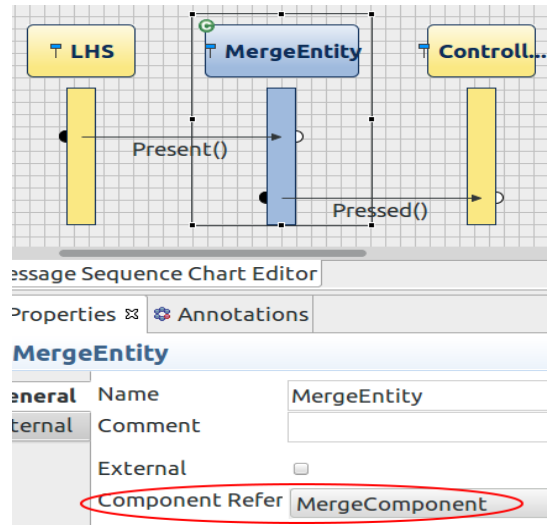 LHS
MergeEntity
Controll...
Present()
Pressed()
essage Sequence Chart Editor
Properties
Annotations
MergeEntity
eneral
Name
MergeEntity
ternal
Comment
External
Component Refer
MergeComponent